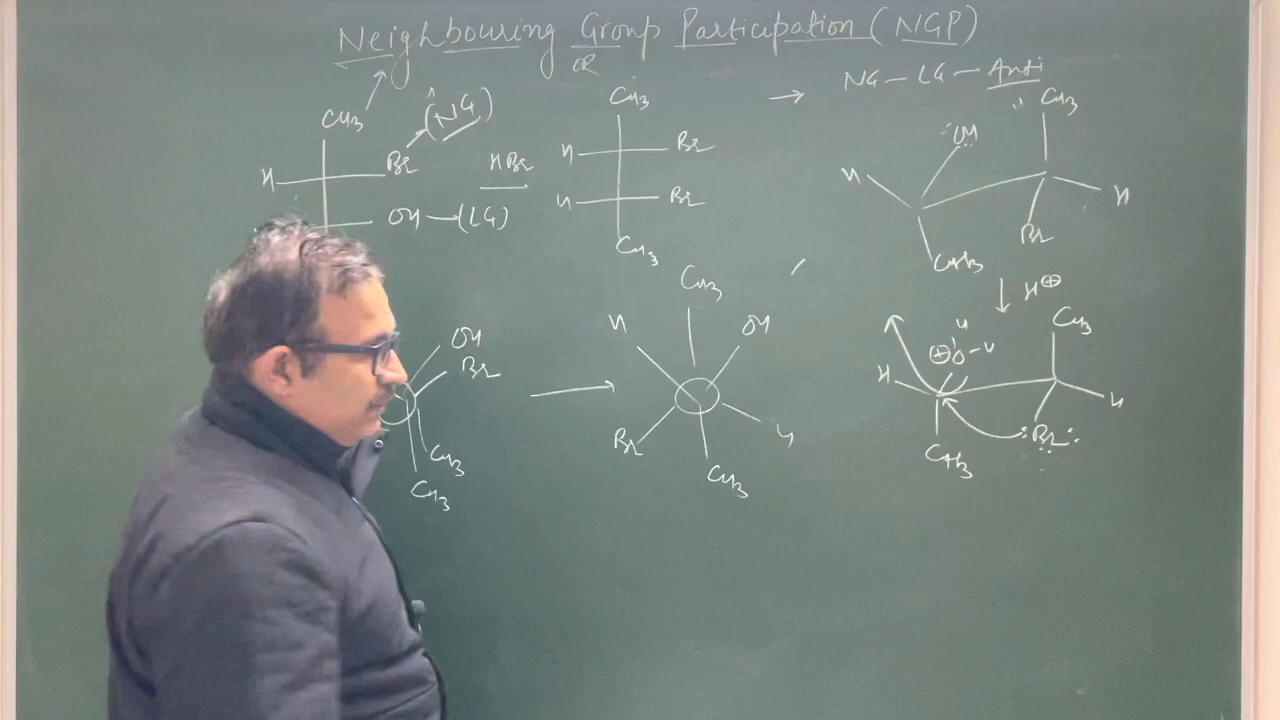 Neighbouring Group Participation (NGP)
OR
NG – LG – Anti
CH3
H Br (NG)
OH → (LG)
HBr
CH3
H Br
H Br
CH3
→
OH CH3
H H
CH3 Br
↓ H⊕
OH
Br
CH3
CH3
→
CH3
H OH
Br H
CH3
H
⊕O–H CH3
H H
CH3 :Br: